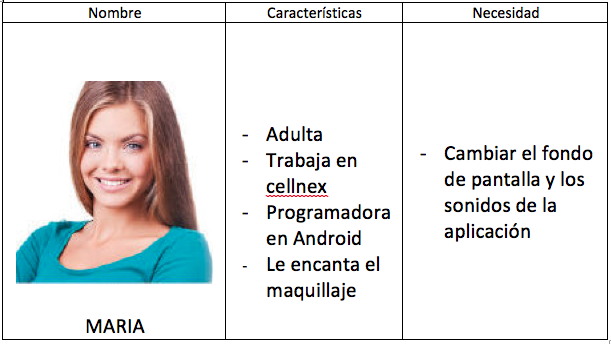 Nombre
Características
Necesidad
MARIA
- Adulta
- Trabaja en
cellnex
- Programadora
en Android
- Le encanta el
maquillaje
- Cambiar el fondo
de pantalla y los
sonidos de la
aplicación